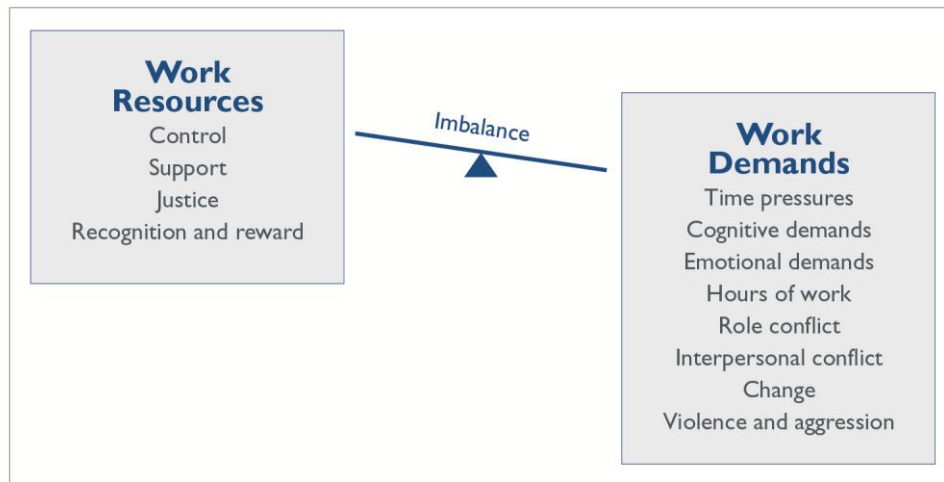 Work
Resources
Control
Support
Justice
Recognition and reward
Imbalance
Work
Demands
Time pressures
Cognitive demands
Emotional demands
Hours of work
Role conflict
Interpersonal conflict
Change
Violence and aggression